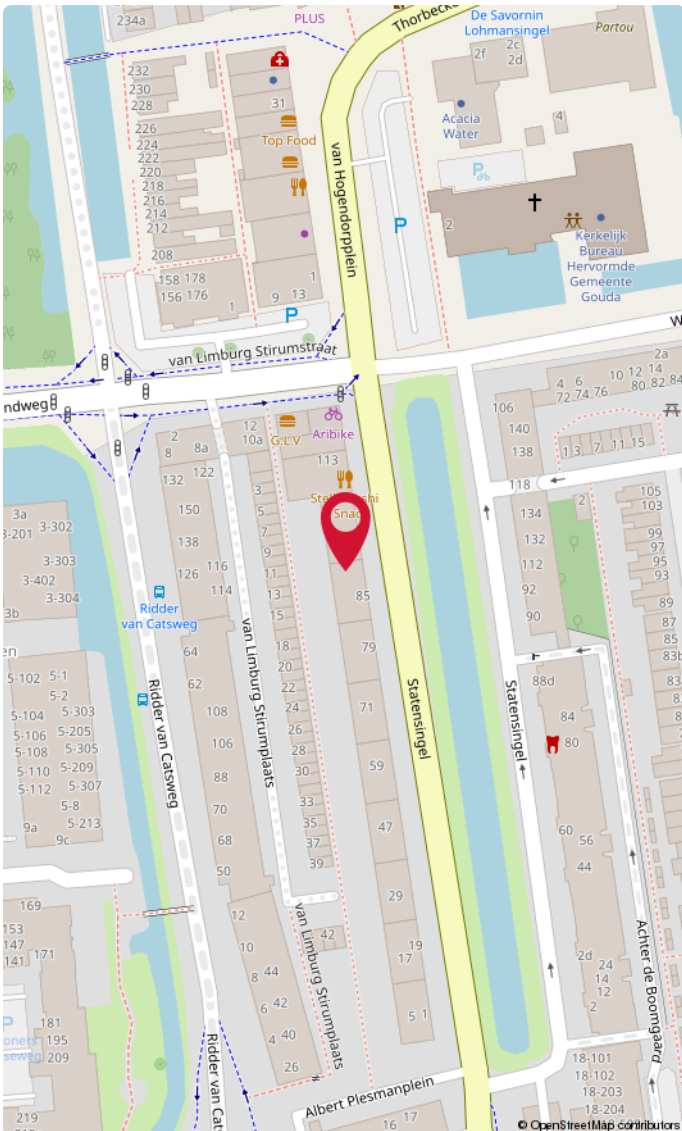 PLUS
234a
Thorbecke
De Savornin
Lohmansingel
Partou
2f
2c
2d
232
230
228
31
Acacia
Water
4
226
224
222
220
218
216
214
212
208
Top Food
van Hogendorpplein
P
P
2
Kerkelijk
Bureau
Hervormde
Gemeente
Gouda
158 178
156 176
1
9 13
1
P
van Limburg Stirumstraat
W
ndweg
2a
4 6
72 74 76
10 12 14
80 82 84
106
140
138
2
8 8a
12
10a
G.L.V.
Aribike
113
1 3 7 11 15
122
132
150
138
126
116
114
3
5
7
9
11
13
15
Snac
118
2
134
132
112
92
90
105
103
99
97
95
93
89
87
85
83b
3a
3-201
3-302
3-303
3-402
3-304
3b
Ridder
van Catsweg
85
79
71
59
47
29
19
17
5 1
en
5-102 5-1
5-2
5-104 5-303
5-106 5-205
5-108 5-305
5-110 5-209
5-112 5-307
5-8
9a 5-213
9c
Ridder van Catsweg
64
62
108
106
88
70
68
50
van Limburg Stirumplaats
18
20
22
24
26
28
30
33
35
37
39
Statensingel
Statensingel
88d
84
80
60
56
44
2d
24
14
12
2
Achter de Boomgaard
169
153
147
141
171
12
10
8 44
6 42
4 40
26
42
van Limburg Stirumplaats
P
oners
seweg
181
195
209
219
Ridder van Cats
Albert Plesmanplein
16 17
18-101
18-102
18-203
18-204
© OpenStreetMap contributors